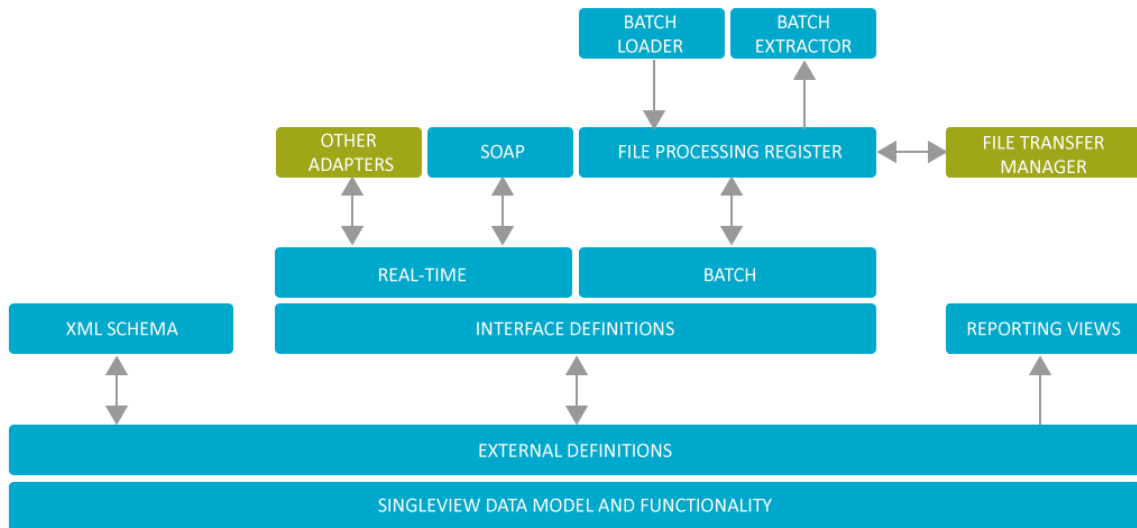 BATCH
LOADER
BATCH
EXTRACTOR
OTHER
ADAPTERS
SOAP
FILE PROCESSING REGISTER
FILE TRANSFER
MANAGER
REAL-TIME
BATCH
XML SCHEMA
INTERFACE DEFINITIONS
REPORTING VIEWS
EXTERNAL DEFINITIONS
SINGLEVIEW DATA MODEL AND FUNCTIONALITY